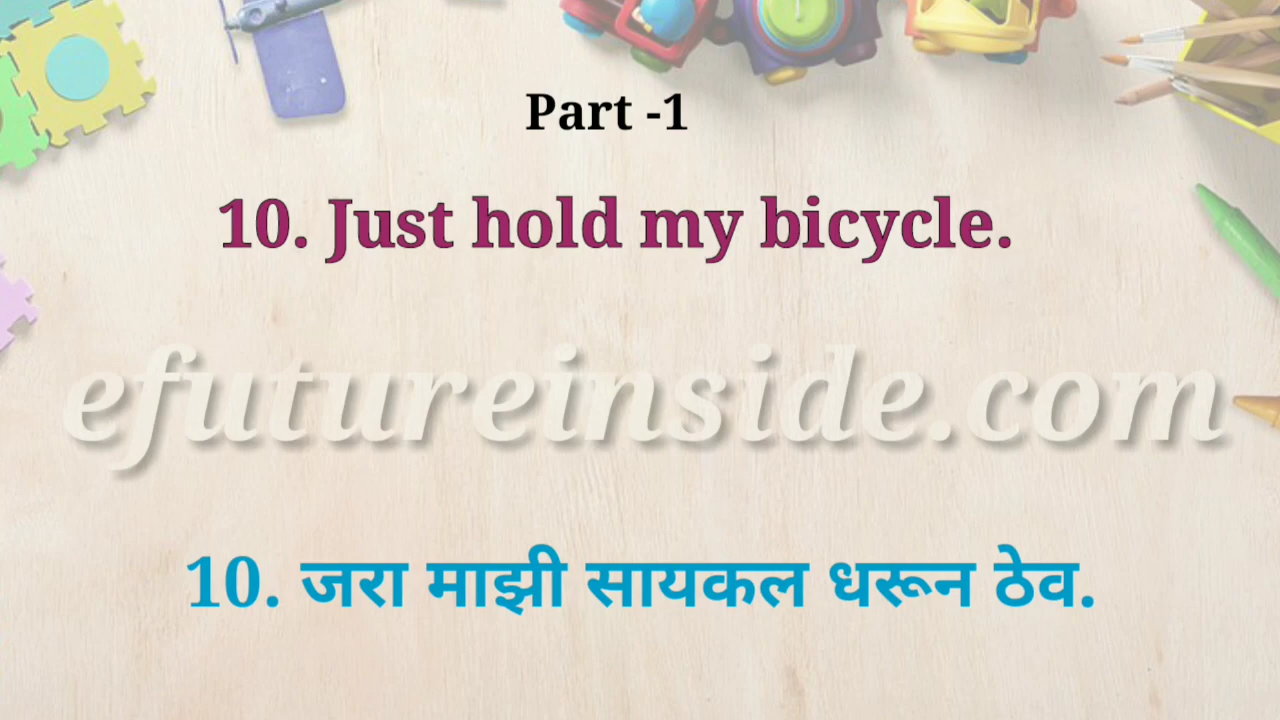 Part -1
10. Just hold my bicycle.
efutureinside.com
10. जरा माझी सायकल धरून ठेव.